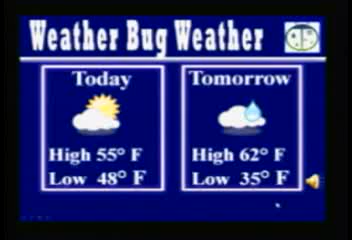 Weather Bug Weather
Today
High 55° F
Low 48° F
Tomorrow
High 62° F
Low 35° F